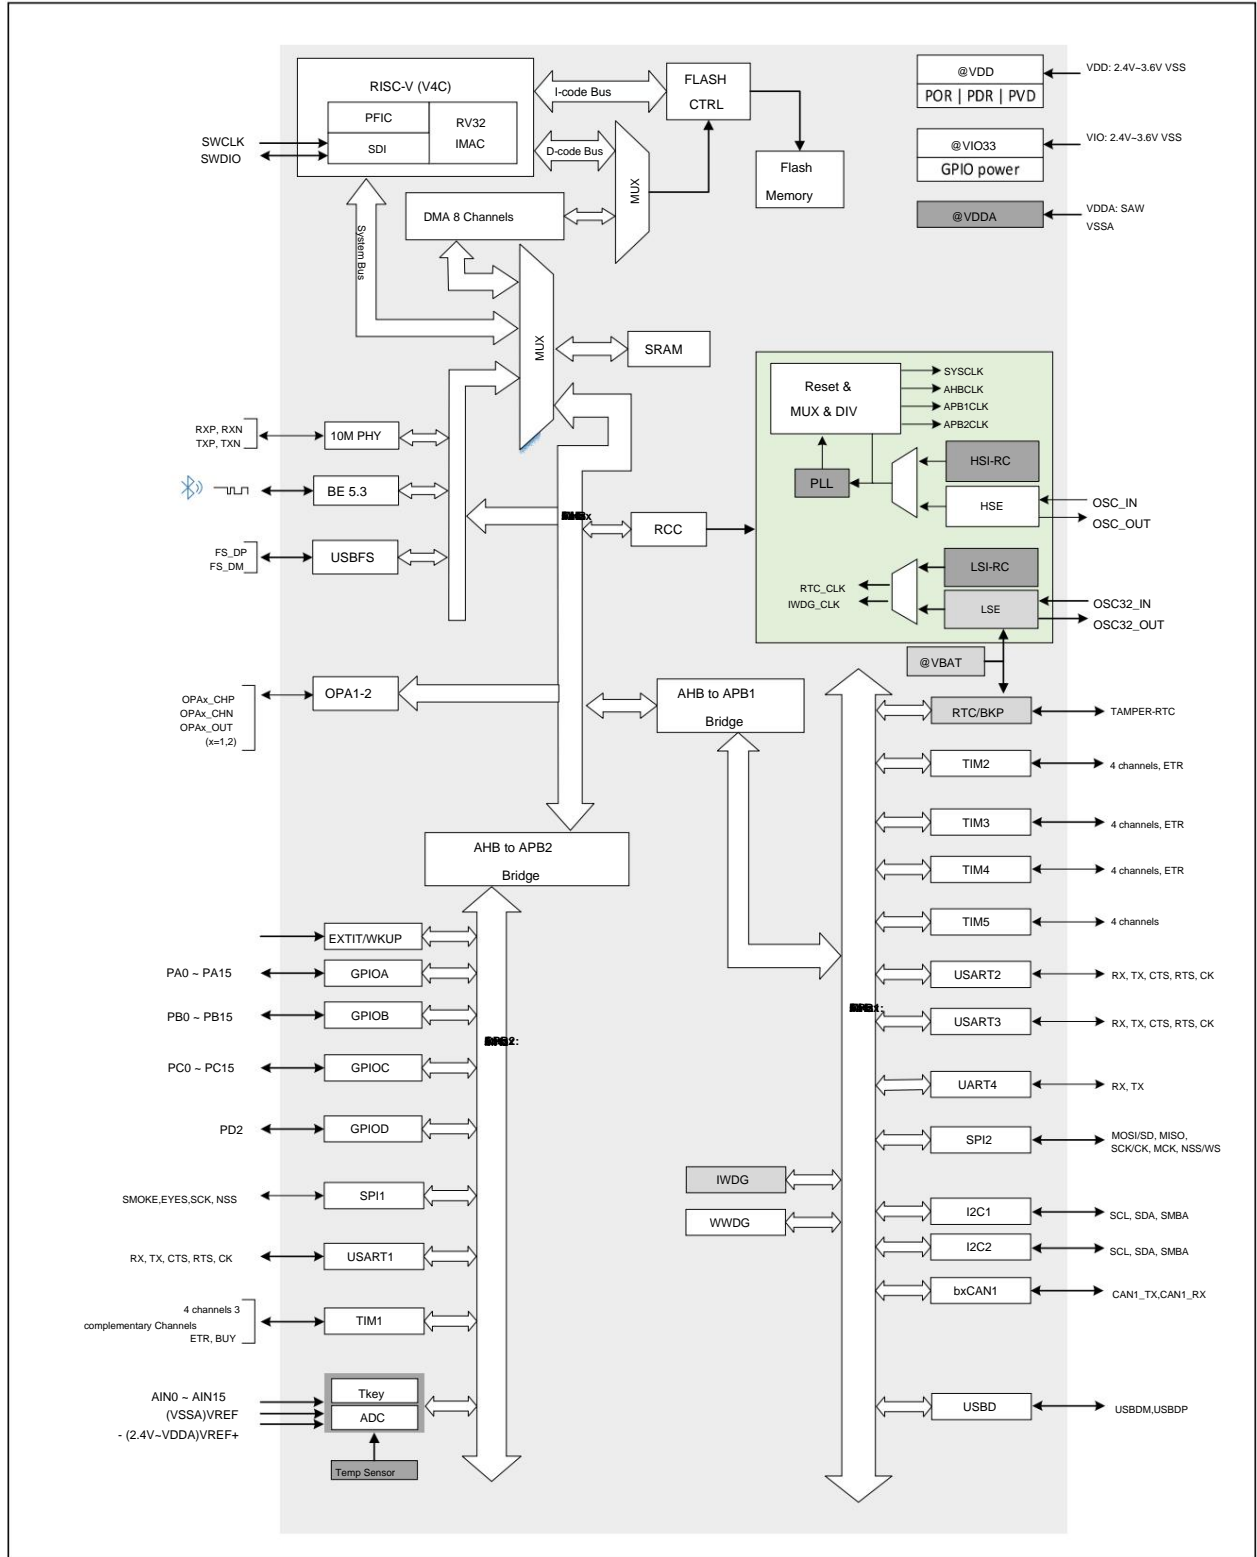 RISC-V (V4C)
PFIC
SDI
RV32
IMAC
SWCLK
SWDIO
I-code Bus
D-code Bus
System Bus
FLASH
CTRL
Flash
Memory
MUX
DMA 8 Channels
MUX
SRAM
@VDD
POR | PDR | PVD
VDD: 2.4V~3.6V VSS
@VIO33
GPIO power
VIO: 2.4V~3.6V VSS
@VDDA
VDDA: SAW
VSSA
Reset &
MUX & DIV
SYSCLK
AHBCLK
APB1CLK
APB2CLK
PLL
HSI-RC
HSE
OSC_IN
OSC_OUT
LSI-RC
LSE
RTC_CLK
IWDG_CLK
OSC32_IN
OSC32_OUT
RXP, RXN
TXP, TXN
10M PHY
BE 5.3
FS_DP
FS_DM
USBFS
RCC
@VBAT
OPAx_CHP
OPAx_CHN
OPAx_OUT
(x=1,2)
OPA1-2
AHB to APB1
Bridge
RTC/BKP
TAMPER-RTC
TIM2
4 channels, ETR
TIM3
4 channels, ETR
TIM4
4 channels, ETR
TIM5
4 channels
USART2
RX, TX, CTS, RTS, CK
USART3
RX, TX, CTS, RTS, CK
UART4
RX, TX
SPI2
MOSI/SD, MISO,
SCK/CK, MCK, NSS/WS
IWDG
WWDG
I2C1
SCL, SDA, SMBA
I2C2
SCL, SDA, SMBA
bxCAN1
CAN1_TX,CAN1_RX
USBD
USBDM,USBDP
AHB to APB2
Bridge
EXTIT/WKUP
PA0 ~ PA15
GPIOA
PB0 ~ PB15
GPIOB
PC0 ~ PC15
GPIOC
PD2
GPIOD
SMOKE,EYES,SCK, NSS
SPI1
RX, TX, CTS, RTS, CK
USART1
4 channels 3
complementary Channels
ETR, BUY
TIM1
AIN0 ~ AIN15
(VSSA)VREF
- (2.4V~VDDA)VREF+
Tkey
ADC
Temp Sensor